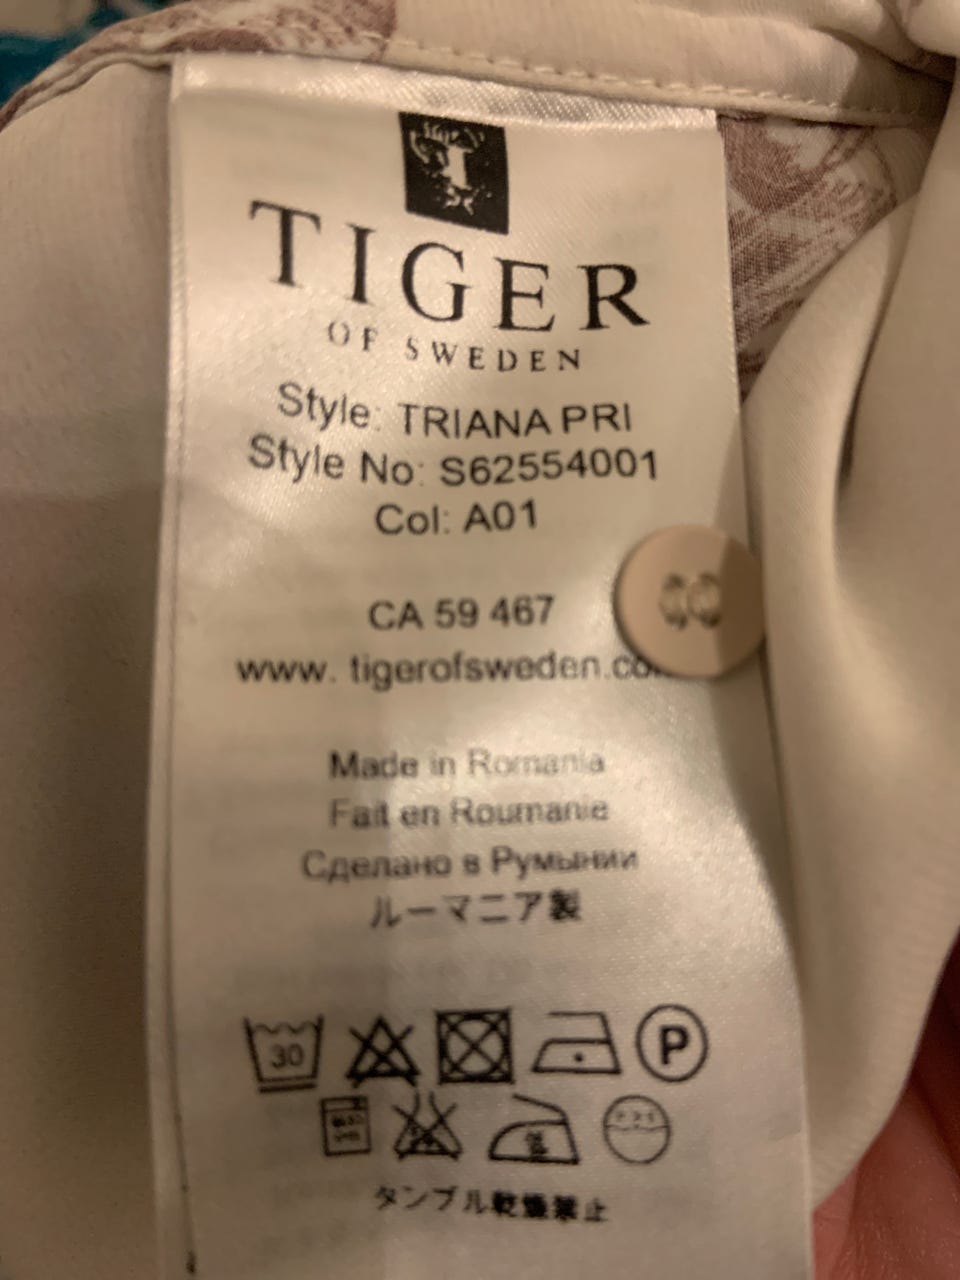 TIGER
OF SWEDEN
Style: TRIANA PRI
Style No: S62554001
Col: A01
CA 59 467
www. tigerofsweden.co
Made in Romania
Fait en Roumanie
Сделано в Румынии
ルーマニア製
30
P
タンブル乾燥禁止